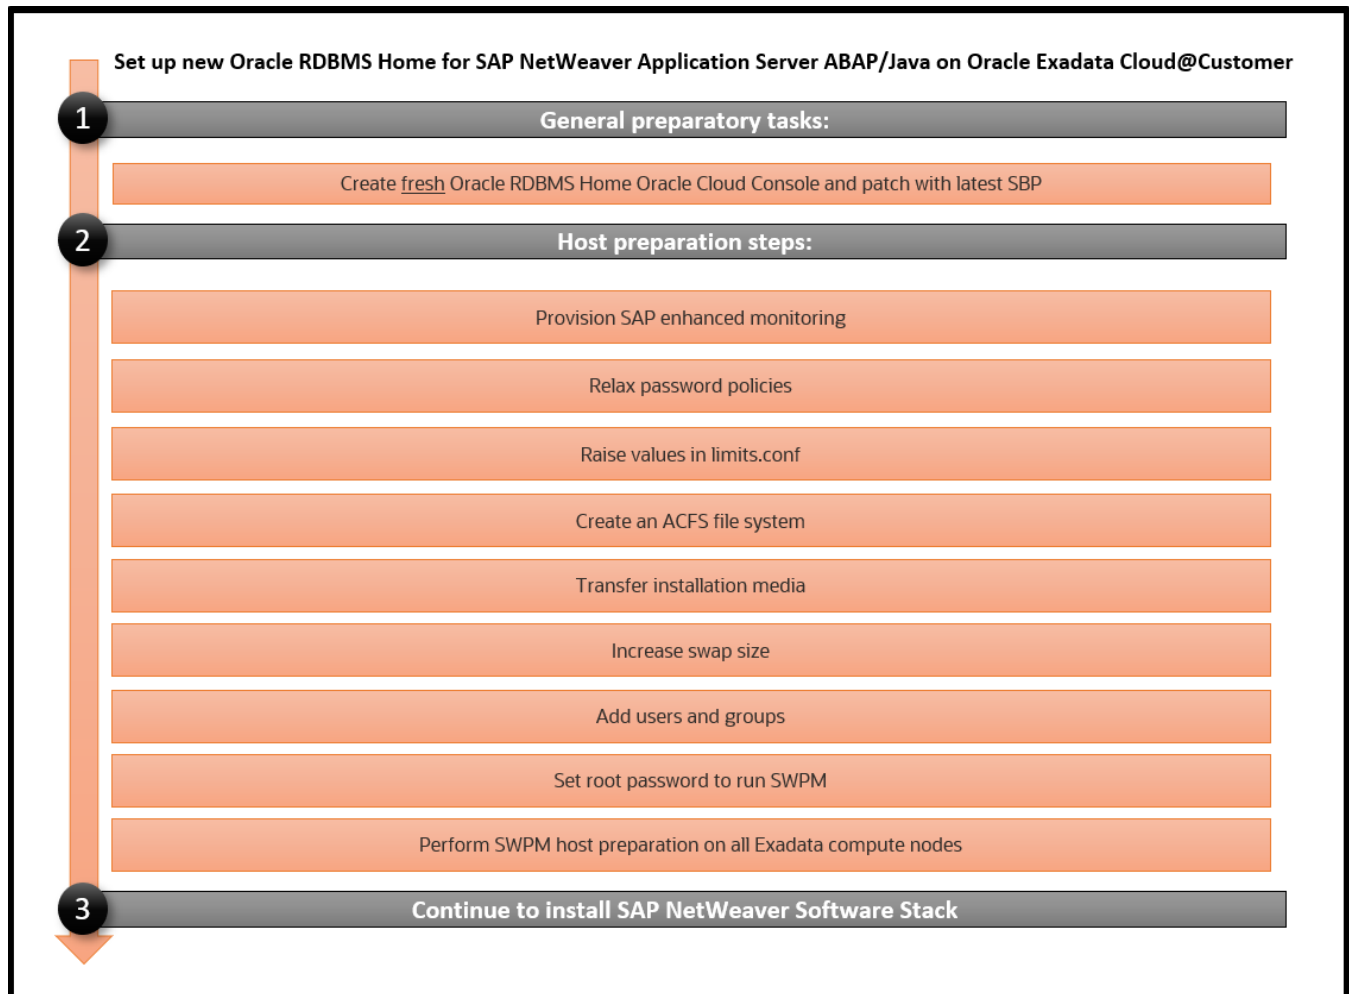 Set up new Oracle RDBMS Home for SAP NetWeaver Application Server ABAP/Java on Oracle Exadata Cloud@Customer
1
General preparatory tasks:
Create fresh Oracle RDBMS Home Oracle Cloud Console and patch with latest SBP
2
Host preparation steps:
Provision SAP enhanced monitoring
Relax password policies
Raise values in limits.conf
Create an ACFS file system
Transfer installation media
Increase swap size
Add users and groups
Set root password to run SWPM
Perform SWPM host preparation on all Exadata compute nodes
3
Continue to install SAP NetWeaver Software Stack